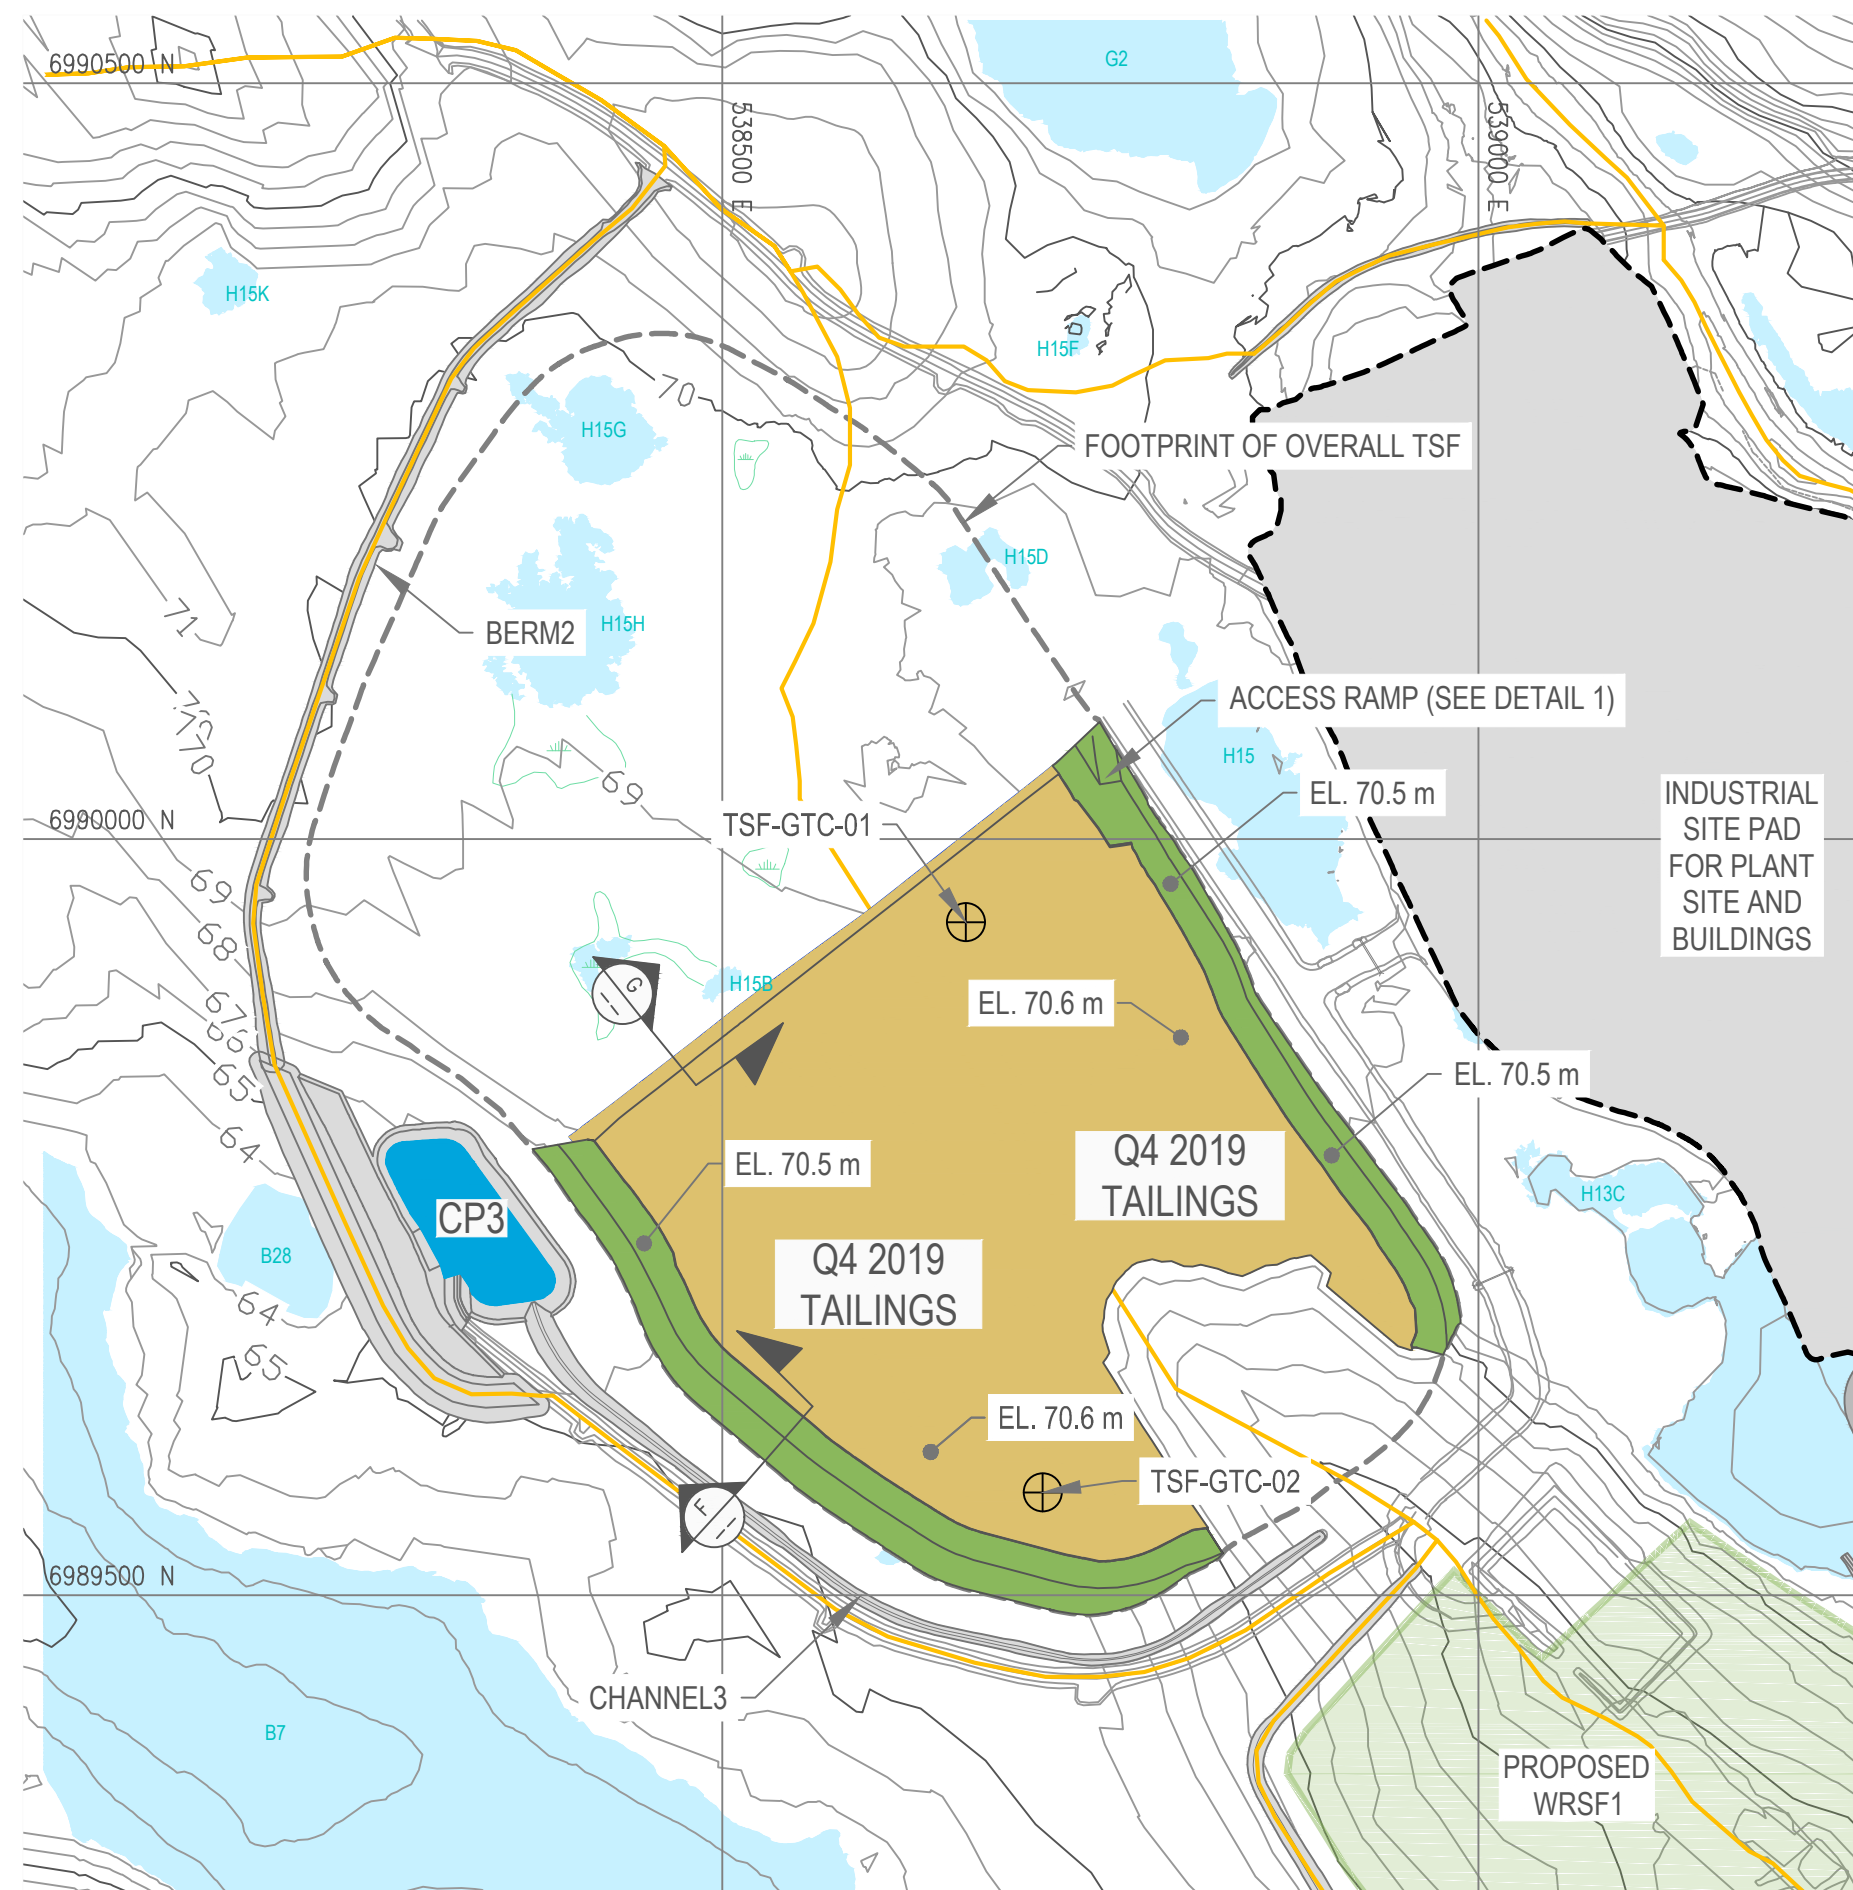 6990500 N
G2
538500 E
539000 E
H15K
H15F
70
H15G
FOOTPRINT OF OVERALL TSF
H15D
71
BERM2
H15H
ACCESS RAMP (SEE DETAIL 1)
70
H15
69
EL. 70.5 m
INDUSTRIAL
SITE PAD
FOR PLANT
SITE AND
BUILDINGS
6990000 N
TSF-GTC-01
69
68
G
H15B
EL. 70.6 m
67
66
65
EL. 70.5 m
64
Q4 2019
TAILINGS
EL. 70.5 m
H13C
CP3
B28
Q4 2019
TAILINGS
64
65
EL. 70.6 m
TSF-GTC-02
F
6989500 N
CHANNEL3
B7
PROPOSED
WRSF1